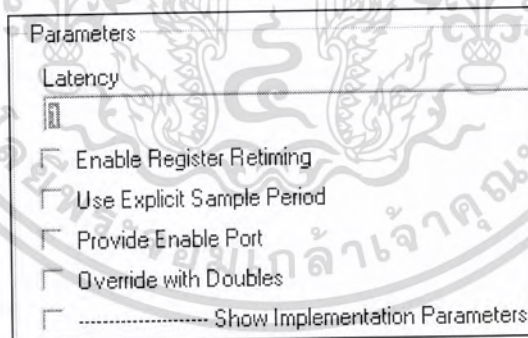 Parameters
Latency
Enable Register Retiming
Use Explicit Sample Period
Provide Enable Port
Override with Doubles
-------------------- Show Implementation Parameters